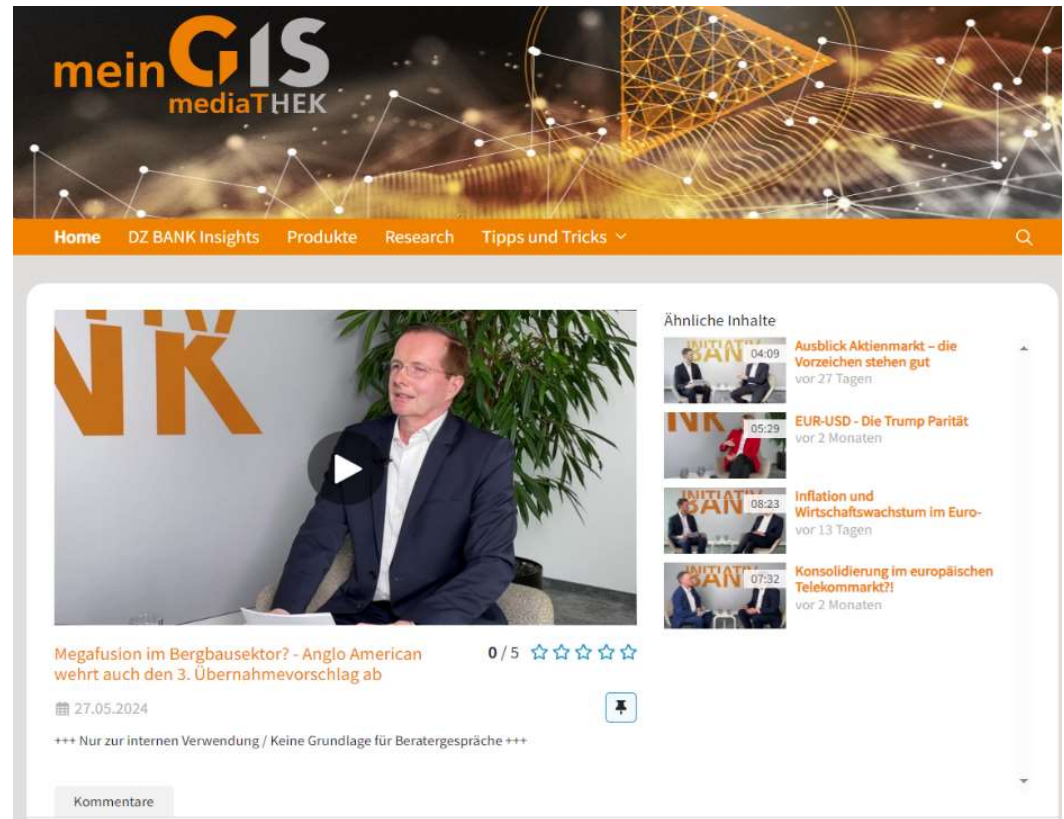 mein GIS
mediaTHEK
Home DZ BANK Insights Produkte Research Tipps und Tricks
NK
Ähnliche Inhalte
04:09
Ausblick Aktienmarkt – die
Vorzeichen stehen gut
vor 27 Tagen
05:29
EUR-USD - Die Trump Parität
vor 2 Monaten
08:23
Inflation und
Wirtschaftswachstum im Euro-
vor 13 Tagen
07:32
Konsolidierung im europäischen
Telekommarkt?!
vor 2 Monaten
Megafusion im Bergbausektor? - Anglo American
wehrt auch den 3. Übernahmevorschlag ab
0 / 5
27.05.2024
+++ Nur zur internen Verwendung / Keine Grundlage für Beratergespräche +++
Kommentare